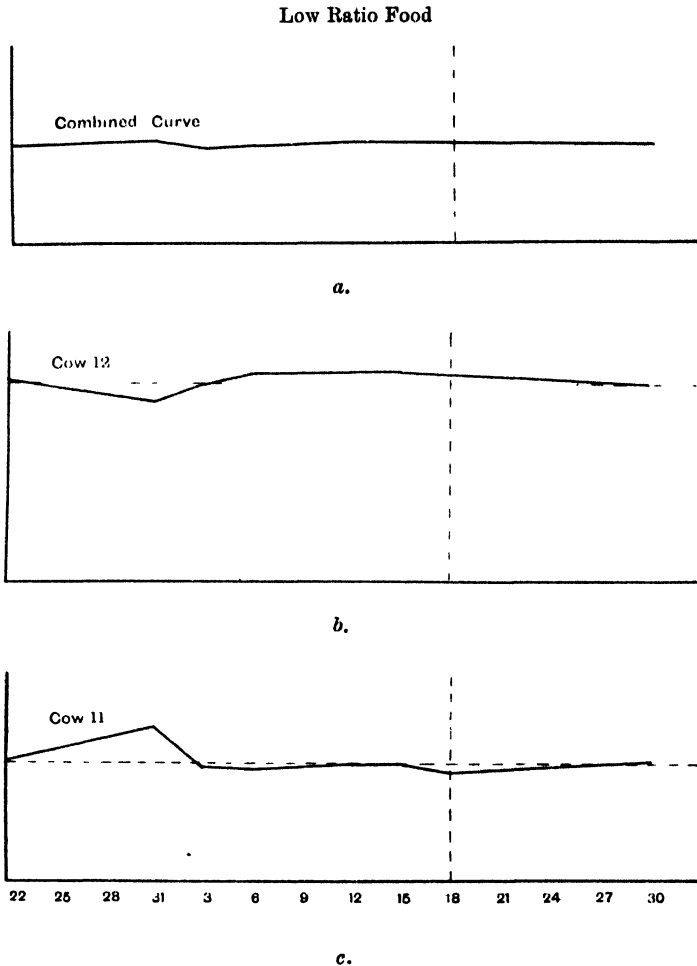 Low Ratio Food
Combined Curve
a.
Cow 12
b.
Cow 11
22 25 28 31 3 6 9 12 15 18 21 24 27 30
c.